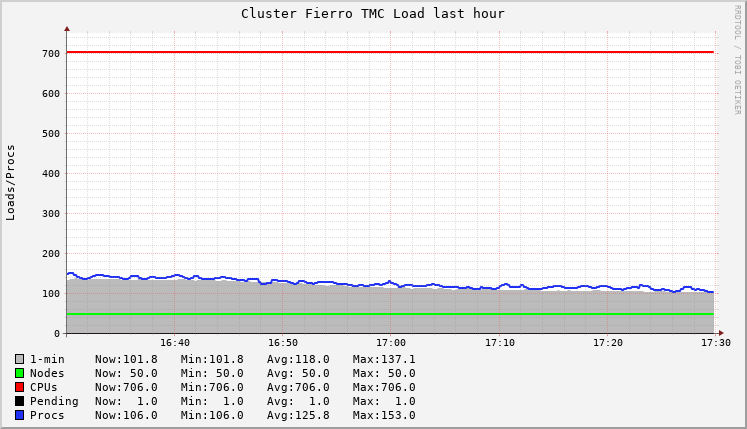 Cluster Fierro TMC Load last hour
RRDTOOL / TOBI OETIKER
Loads/Procs
700
600
500
400
300
200
100
0
16:40 16:50 17:00 17:10 17:20 17:30
1-min Now:101.8 Min:101.8 Avg:118.0 Max:137.1
Nodes Now: 50.0 Min: 50.0 Avg: 50.0 Max: 50.0
CPUs Now:706.0 Min:706.0 Avg:706.0 Max:706.0
Pending Now: 1.0 Min: 1.0 Avg: 1.0 Max: 1.0
Procs Now:106.0 Min:106.0 Avg:125.8 Max:153.0